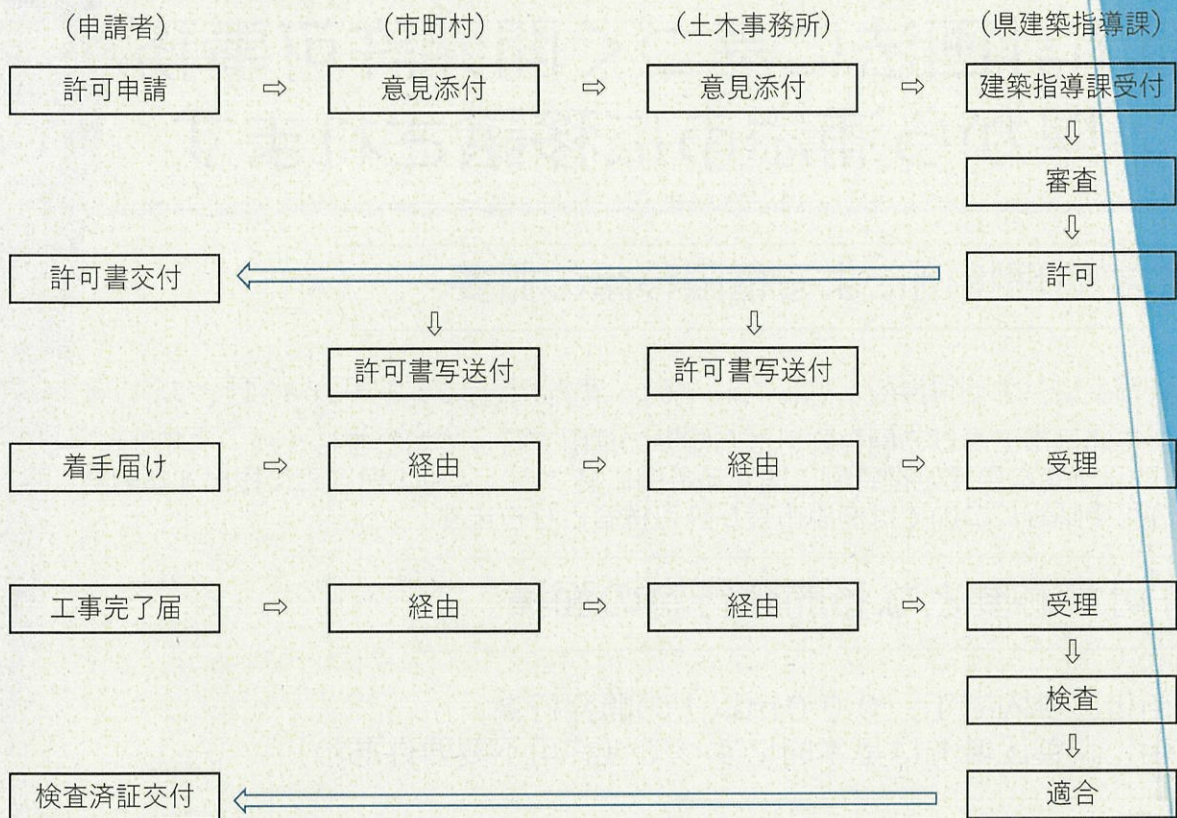 （申請者） （市町村） （土木事務所） （県建築指導課）
許可申請 ⇨ 意見添付 ⇨ 意見添付 ⇨ 建築指導課受付
⇩
審査
⇩
許可書交付 許可
⇩ ⇩
許可書写送付 許可書写送付
着手届け ⇨ 経由 ⇨ 経由 ⇨ 受理
工事完了届 ⇨ 経由 ⇨ 経由 ⇨ 受理
⇩
検査
⇩
検査済証交付 適合